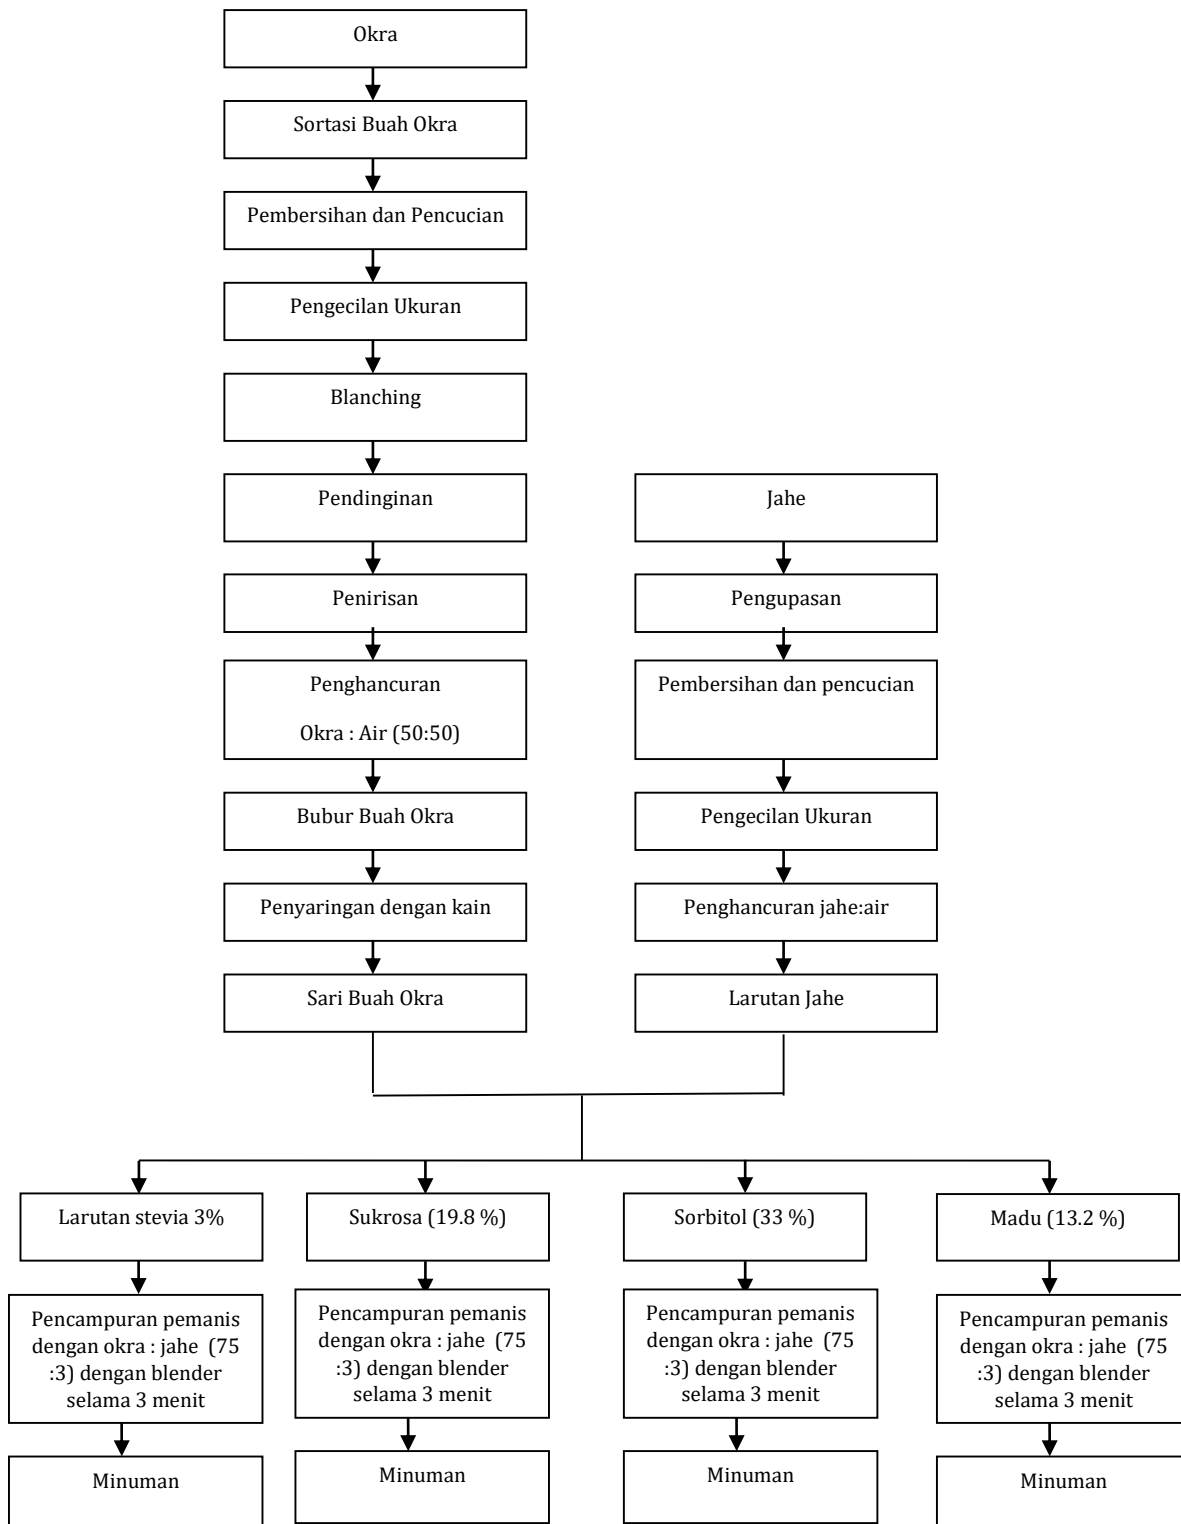 Okra
Sortasi Buah Okra
Pembersihan dan Pencucian
Pengecilan Ukuran
Blanching
Pendinginan
Jahe
Penirisan
Pengupasan
Penghancuran
Okra : Air (50:50)
Pembersihan dan pencucian
Bubur Buah Okra
Pengecilan Ukuran
Penyaringan dengan kain
Penghancuran jahe:air
Sari Buah Okra
Larutan Jahe
Larutan stevia 3%
Sukrosa (19.8 %)
Sorbitol (33 %)
Madu (13.2 %)
Pencampuran pemanis
dengan okra : jahe (75
:3) dengan blender
selama 3 menit
Pencampuran pemanis
dengan okra : jahe (75
:3) dengan blender
selama 3 menit
Pencampuran pemanis
dengan okra : jahe (75
:3) dengan blender
selama 3 menit
Pencampuran pemanis
dengan okra : jahe (75
:3) dengan blender
selama 3 menit
Minuman
Minuman
Minuman
Minuman